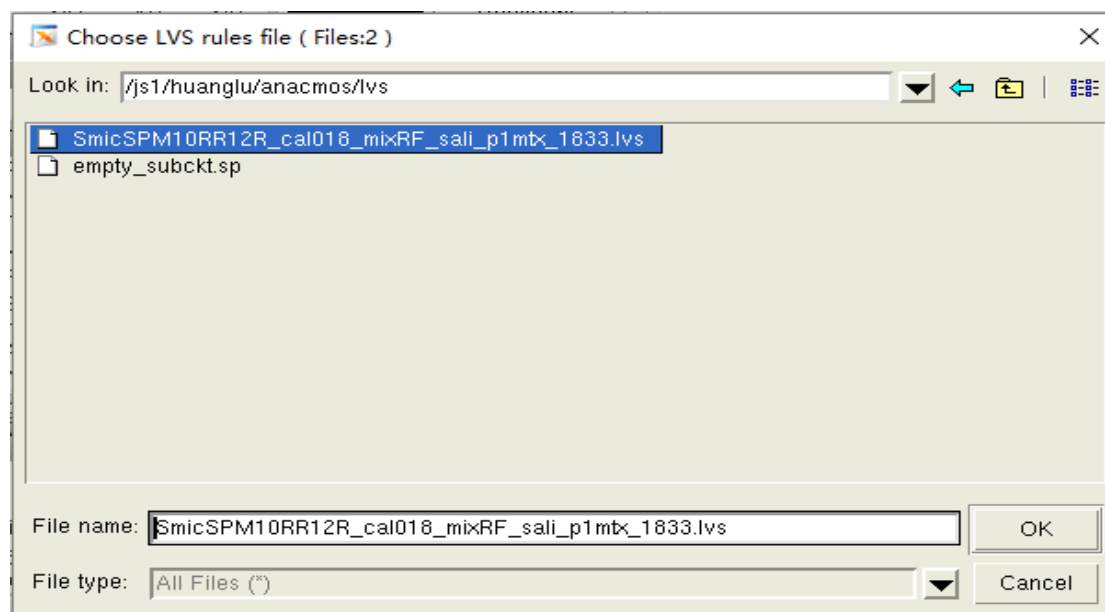 Choose LVS rules file ( Files:2 )
Look in: /js1/huanglu/anacmos/lvs
SmicSPM10RR12R_cal018_mixRF_sali_p1mtx_1833.lvs
empty_subckt.sp
File name: SmicSPM10RR12R_cal018_mixRF_sali_p1mtx_1833.lvs
OK
File type: All Files (*)
Cancel